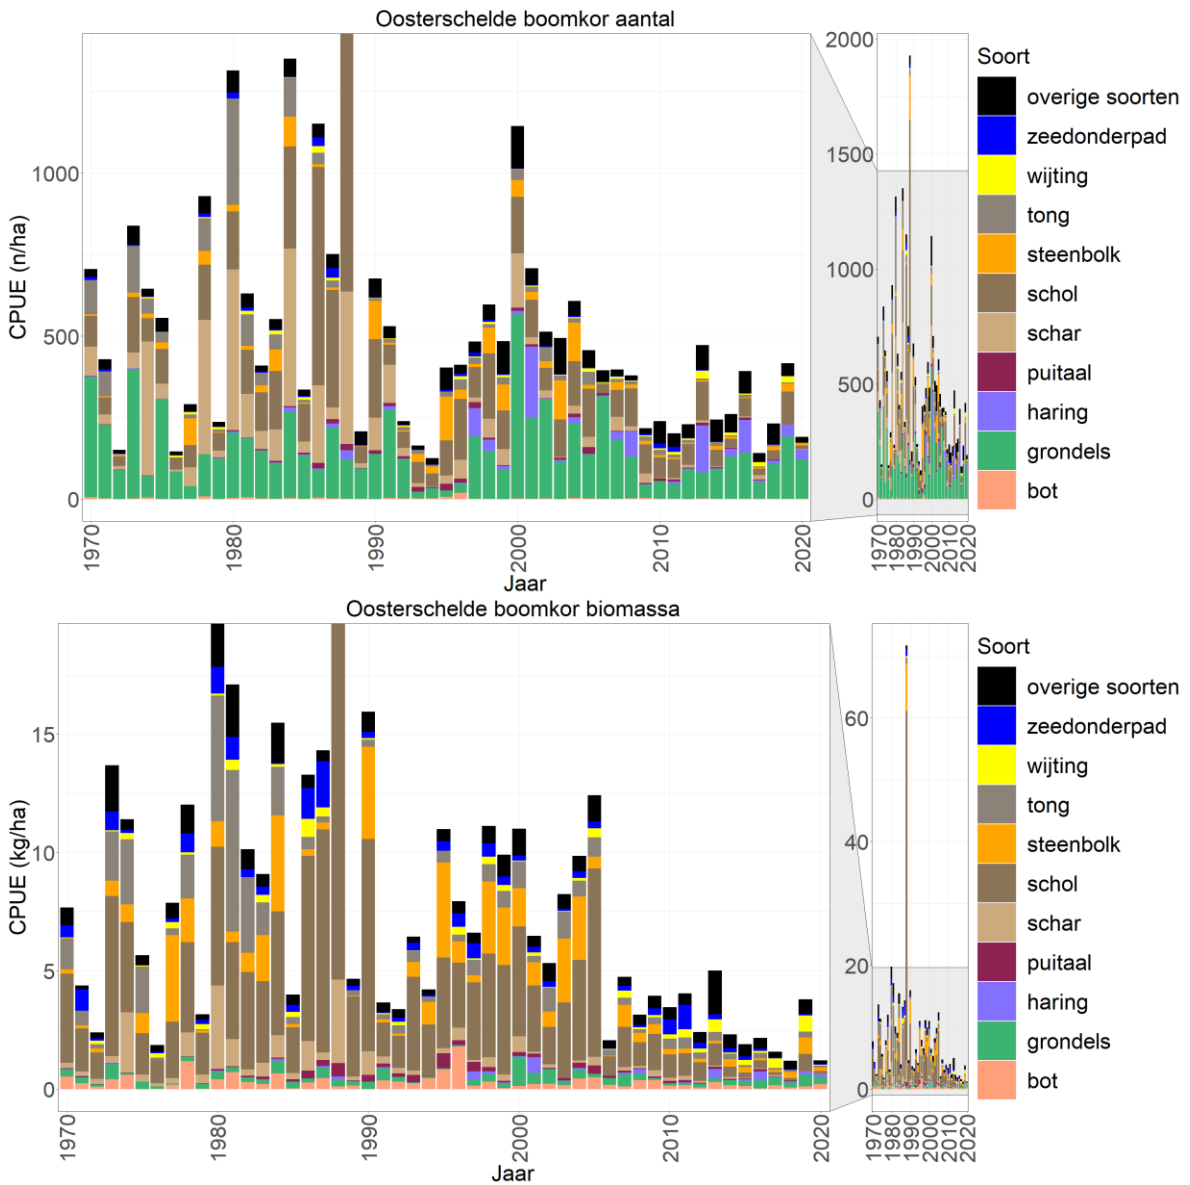 Oosterschelde boomkor aantal
CPUE (n/ha)
1000
500
0
1970
1980
1990
2000
2010
2020
Jaar
2000
1500
1000
500
0
1970
1980
1990
2000
2010
2020
Soort
overige soorten
zeedonderpad
wijting
tong
steenbolk
schol
schar
puitaal
haring
grondels
bot
Oosterschelde boomkor biomassa
CPUE (kg/ha)
15
10
5
0
1970
1980
1990
2000
2010
2020
Jaar
60
40
20
0
1970
1980
1990
2000
2010
2020
Soort
overige soorten
zeedonderpad
wijting
tong
steenbolk
schol
schar
puitaal
haring
grondels
bot